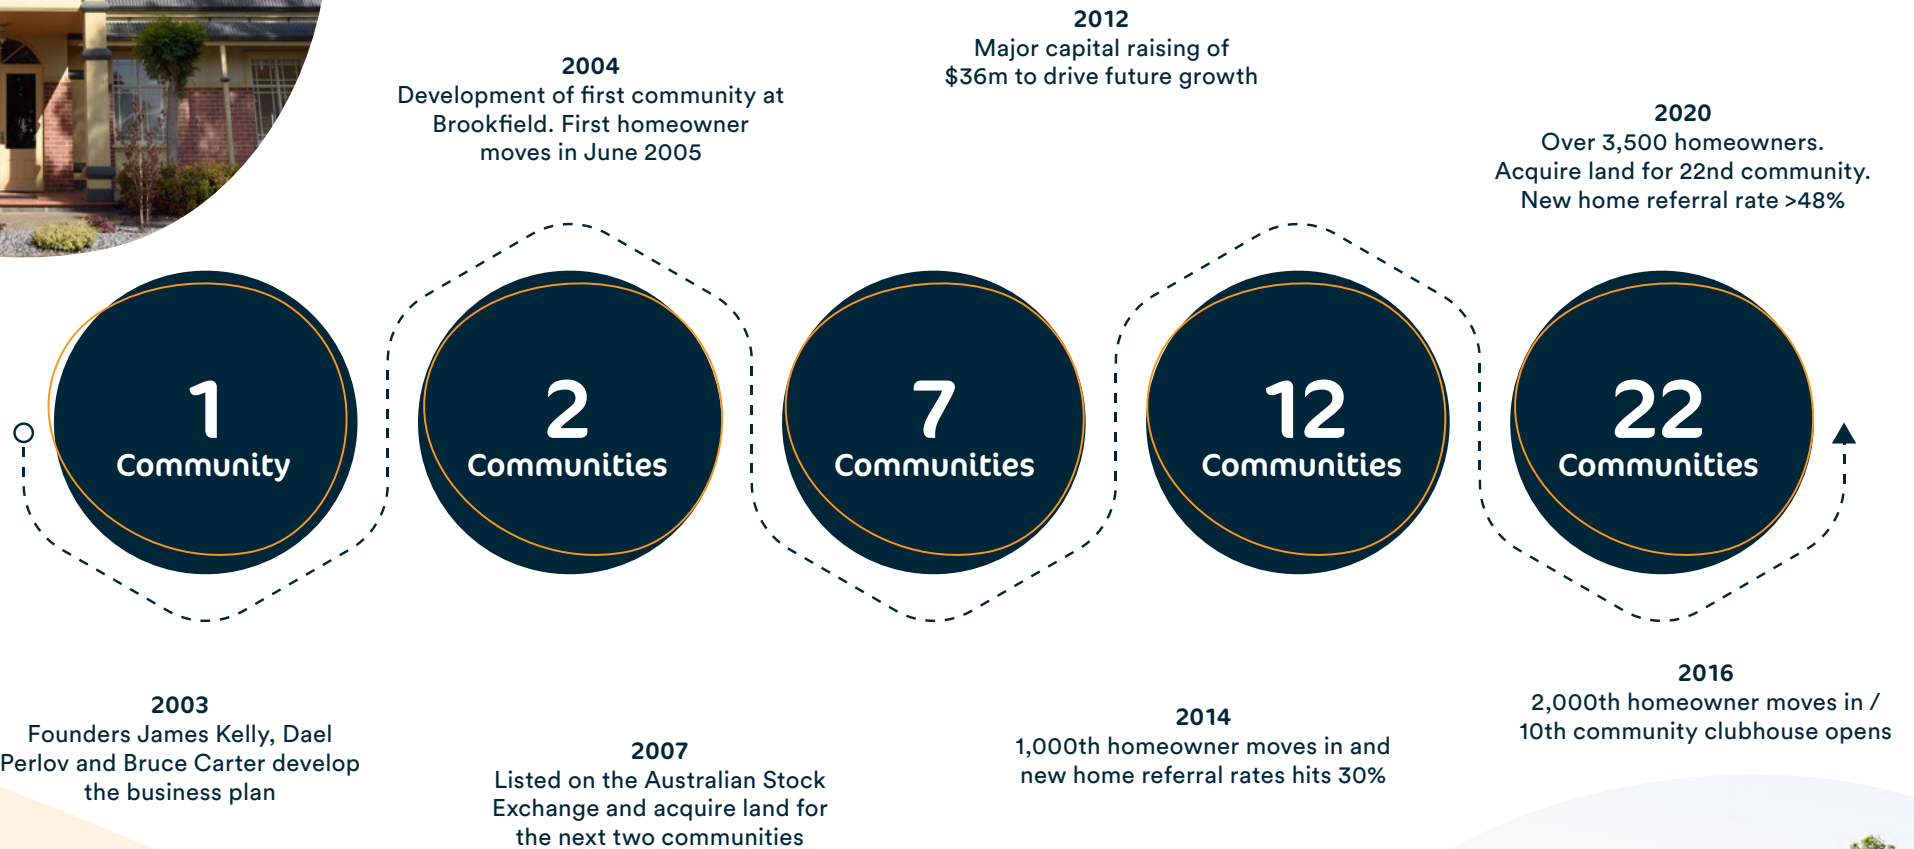 2012
Major capital raising of
$36m to drive future growth
2004
Development of first community at
Brookfield. First homeowner
moves in June 2005
2020
Over 3,500 homeowners.
Acquire land for 22nd community.
New home referral rate >48%
1
Community
2
Communities
7
Communities
12
Communities
22
Communities
2003
Founders James Kelly, Dael
Perlov and Bruce Carter develop
the business plan
2007
Listed on the Australian Stock
Exchange and acquire land for
the next two communities
2014
1,000th homeowner moves in and
new home referral rates hits 30%
2016
2,000th homeowner moves in /
10th community clubhouse opens